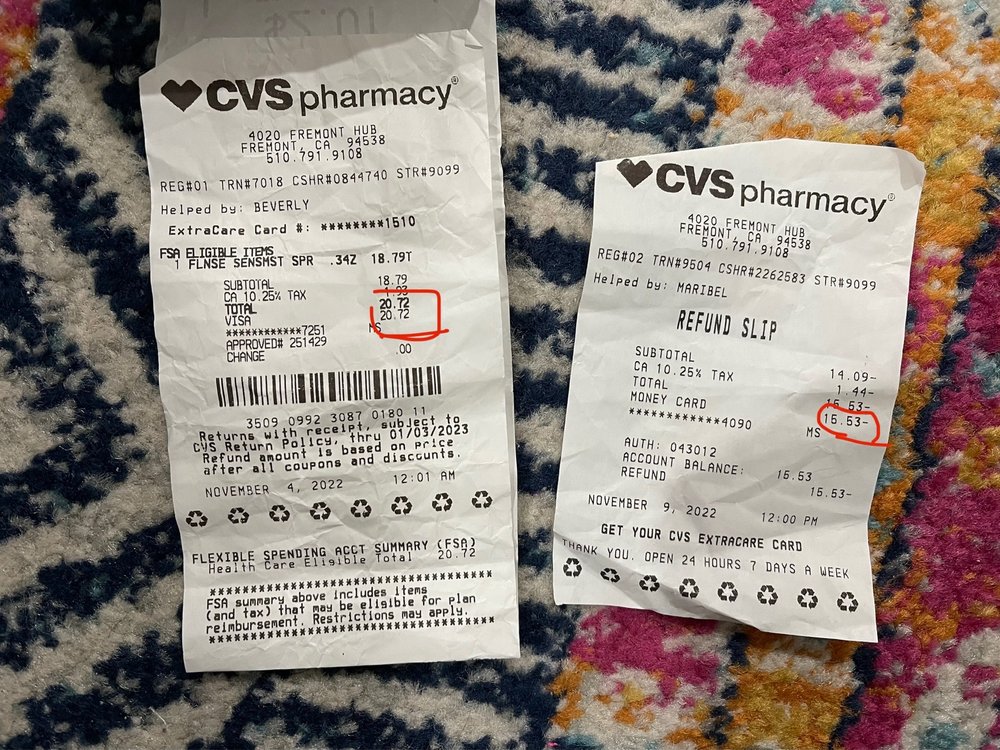 CVS pharmacy®
4020 FREMONT HUB
FREMONT, CA 94538
510.791.9108
REG#01 TRN#7018 CSHR#0844740 STR#9099
Helped by: BEVERLY
ExtraCare Card #: ********1510
FSA ELIGIBLE ITEMS
1 FLNSE SENSMST SPR .34Z 18.79T
SUBTOTAL 18.79
CA 10.25% TAX 1.93
TOTAL 20.72
VISA 20.72
************7251 MS
APPROVED# 251429
CHANGE .00
3509 0992 3087 0180 11
Returns with receipt, subject to
CVS Return Policy, thru 01/03/2023
Refund amount is based on price
after all coupons and discounts.
NOVEMBER 4, 2022 12:01 AM
FLEXIBLE SPENDING ACCT SUMMARY (FSA)
Health Care Eligible Total 20.72
****************************************
FSA summary above includes items
(and tax) that may be eligible for plan
reimbursement. Restrictions may apply.
****************************************
CVS pharmacy®
4020 FREMONT HUB
FREMONT, CA 94538
510.791.9108
REG#02 TRN#9504 CSHR#2262583 STR#9099
Helped by: MARIBEL
REFUND SLIP
SUBTOTAL 14.09-
CA 10.25% TAX 1.44-
TOTAL 15.53-
MONEY CARD 15.53-
************4090 MS
AUTH: 043012
ACCOUNT BALANCE: 15.53
REFUND 15.53-
NOVEMBER 9, 2022 12:00 PM
GET YOUR CVS EXTRACARE CARD
THANK YOU. OPEN 24 HOURS 7 DAYS A WEEK